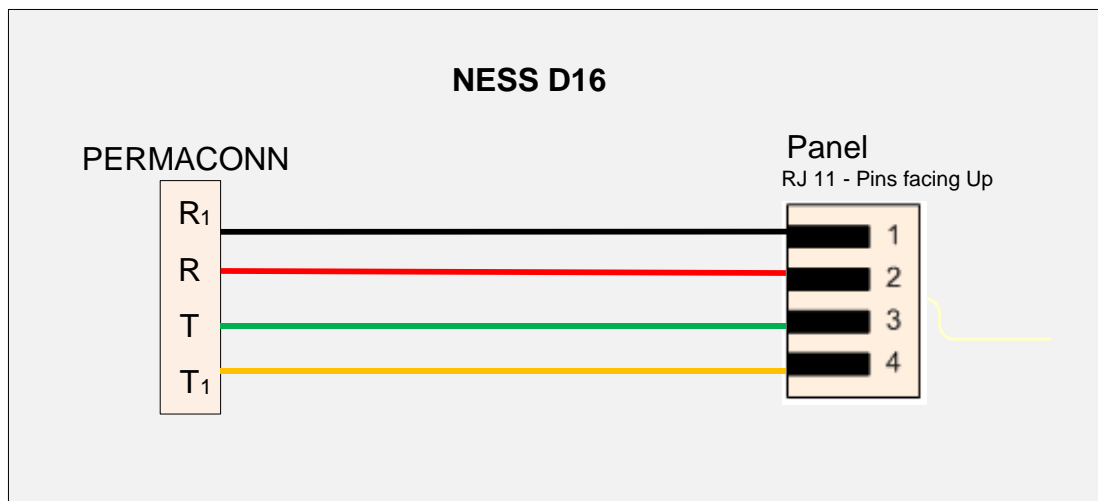 NESS D16
PERMACONN
Panel
RJ 11 - Pins facing Up
R1
R
T
T1
1
2
3
4